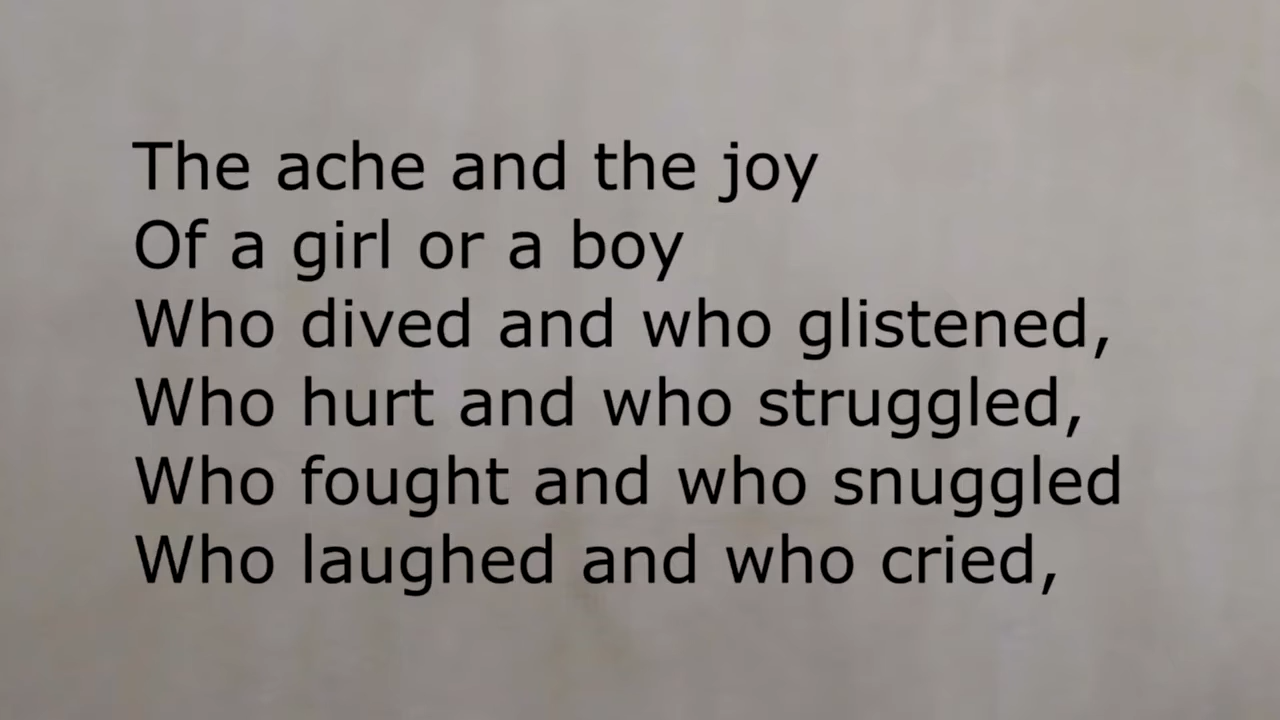 The ache and the joy
Of a girl or a boy
Who dived and who glistened,
Who hurt and who struggled,
Who fought and who snuggled
Who laughed and who cried,